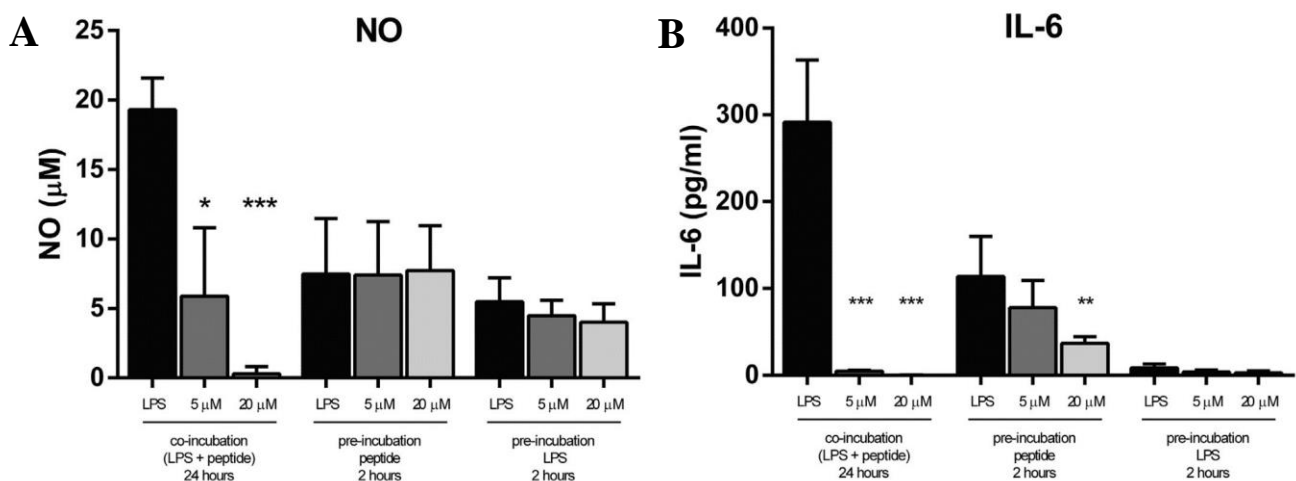 A
NO
NO (μM)
25
20
15
10
5
0
*
***
LPS 5 μM 20 μM LPS 5 μM 20 μM LPS 5 μM 20 μM
co-incubation
(LPS + peptide)
24 hours
pre-incubation
peptide
2 hours
pre-incubation
LPS
2 hours
B
IL-6
IL-6 (pg/ml)
400
300
200
100
0
***
***
**
LPS 5 μM 20 μM LPS 5 μM 20 μM LPS 5 μM 20 μM
co-incubation
(LPS + peptide)
24 hours
pre-incubation
peptide
2 hours
pre-incubation
LPS
2 hours